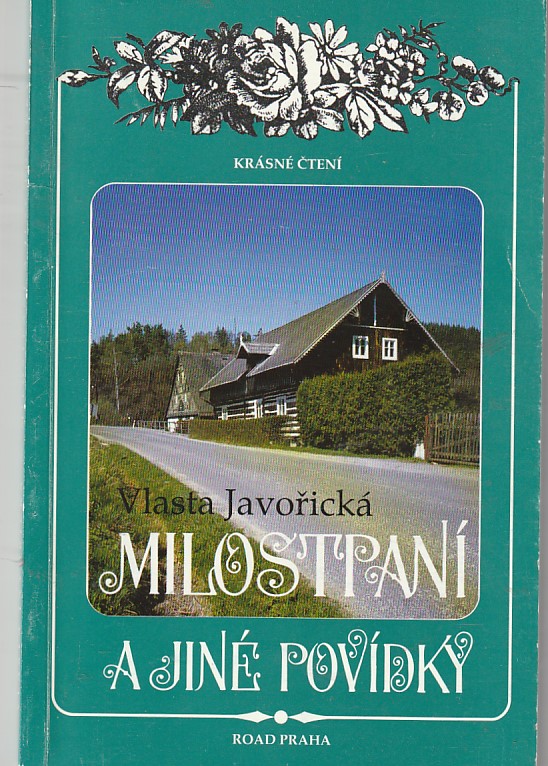 KRÁSNÉ ČTENÍ
Vlasta Javořická
MILOSTPANÍ
A JINÉ POVÍDKY
ROAD PRAHA